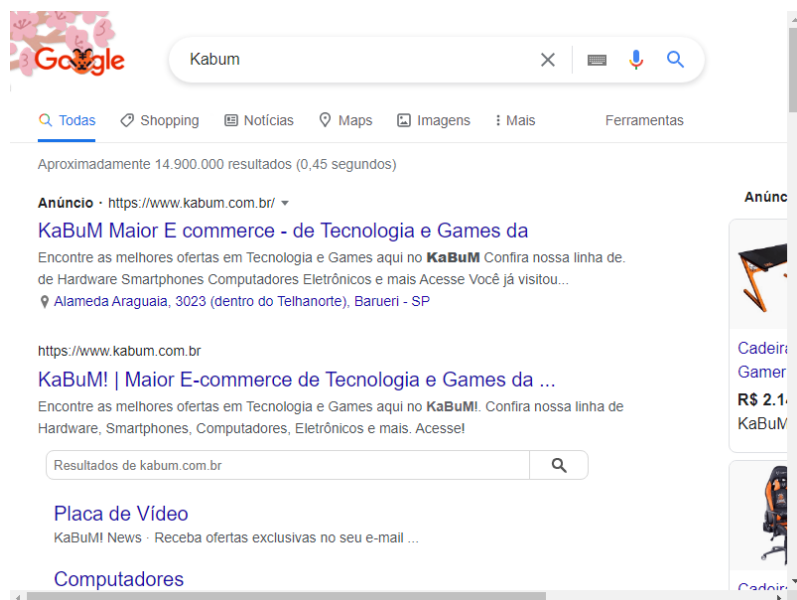 Google
Kabum
Todas
Shopping
Notícias
Maps
Imagens
Mais
Ferramentas
Aproximadamente 14.900.000 resultados (0,45 segundos)
Anúncio · https://www.kabum.com.br/
KaBuM Maior E commerce - de Tecnologia e Games da
Encontre as melhores ofertas em Tecnologia e Games aqui no KaBuM Confira nossa linha de.
de Hardware Smartphones Computadores Eletrônicos e mais Acesse Você já visitou...
Alameda Araguaia, 3023 (dentro do Telhanorte), Barueri - SP
https://www.kabum.com.br
KaBuM! | Maior E-commerce de Tecnologia e Games da ...
Encontre as melhores ofertas em Tecnologia e Games aqui no KaBuM!. Confira nossa linha de
Hardware, Smartphones, Computadores, Eletrônicos e mais. Acesse!
Resultados de kabum.com.br
Placa de Vídeo
KaBuM! News · Receba ofertas exclusivas no seu e-mail ...
Computadores
Gamer
R$ 2.1